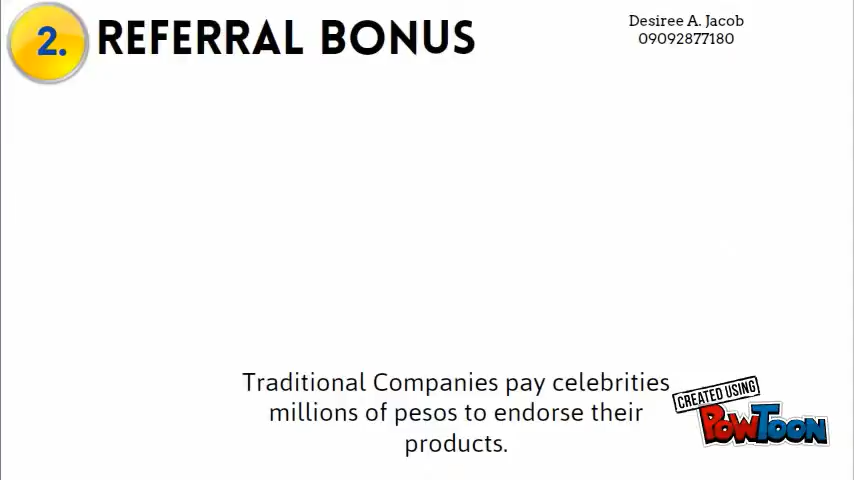 2. REFERRAL BONUS
Desiree A. Jacob
09092877180
Traditional Companies pay celebrities
millions of pesos to endorse their
products.
CREATED USING
POWTOON